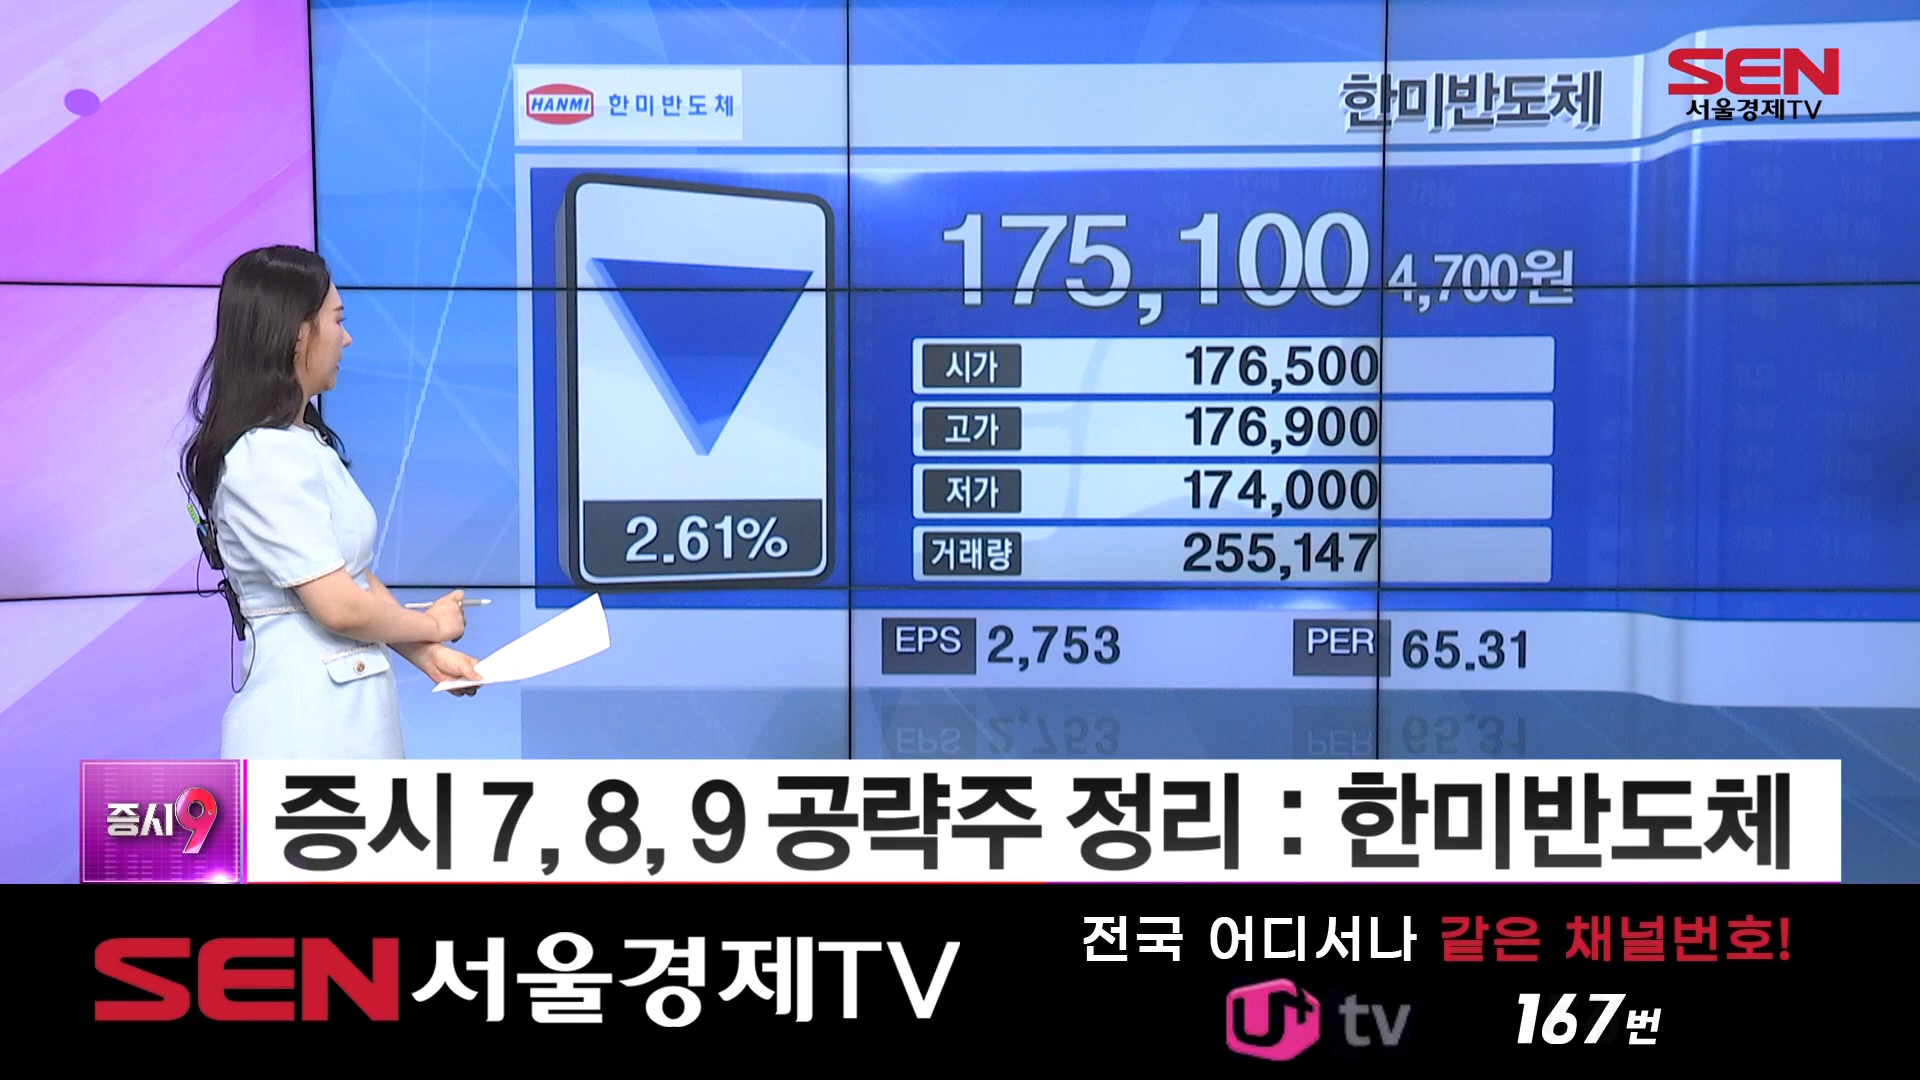 HANMI 한미반도체
한미반도체
SEN
서울경제TV
175,100 4,700원
2.61%
시가 176,500
고가 176,900
저가 174,000
거래량 255,147
EPS 2,753 PER 65.31
증시9
증시 7, 8, 9 공략주 정리 : 한미반도체
SEN 서울경제TV
전국 어디서나 같은 채널번호!
U+ tv 167번